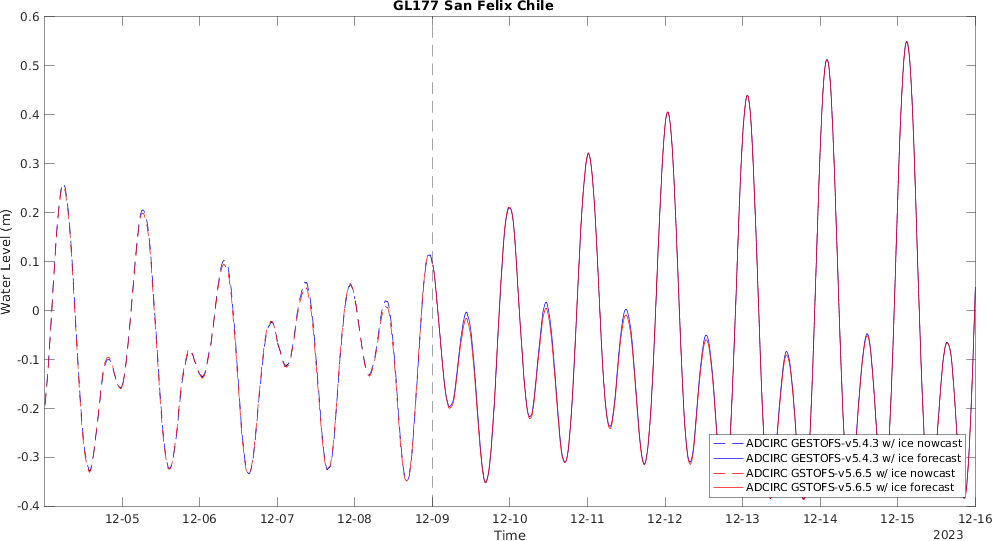 GL177 San Felix Chile
0.6
0.5
0.4
0.3
0.2
0.1
0
-0.1
-0.2
-0.3
-0.4
Water Level (m)
ADCIRC GESTOFS-v5.4.3 w/ ice nowcast
ADCIRC GESTOFS-v5.4.3 w/ ice forecast
ADCIRC GSTOFS-v5.6.5 w/ ice nowcast
ADCIRC GSTOFS-v5.6.5 w/ ice forecast
12-05 12-06 12-07 12-08 12-09 12-10 12-11 12-12 12-13 12-14 12-15 12-16
Time
2023